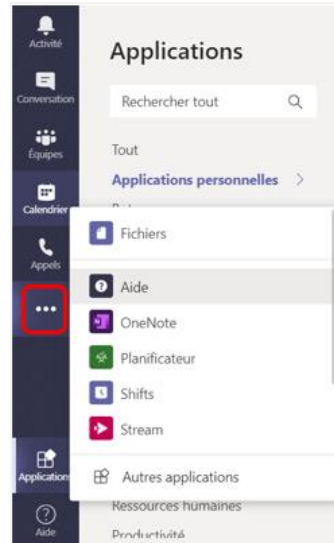 Activité
Conversation
Équipes
Calendrier
Appels
Application
Aide
Applications
Rechercher tout
Tout
Applications personnelles
Fichiers
Aide
OneNote
Planificateur
Shifts
Stream
Autres applications
Ressources humaines
Productivité